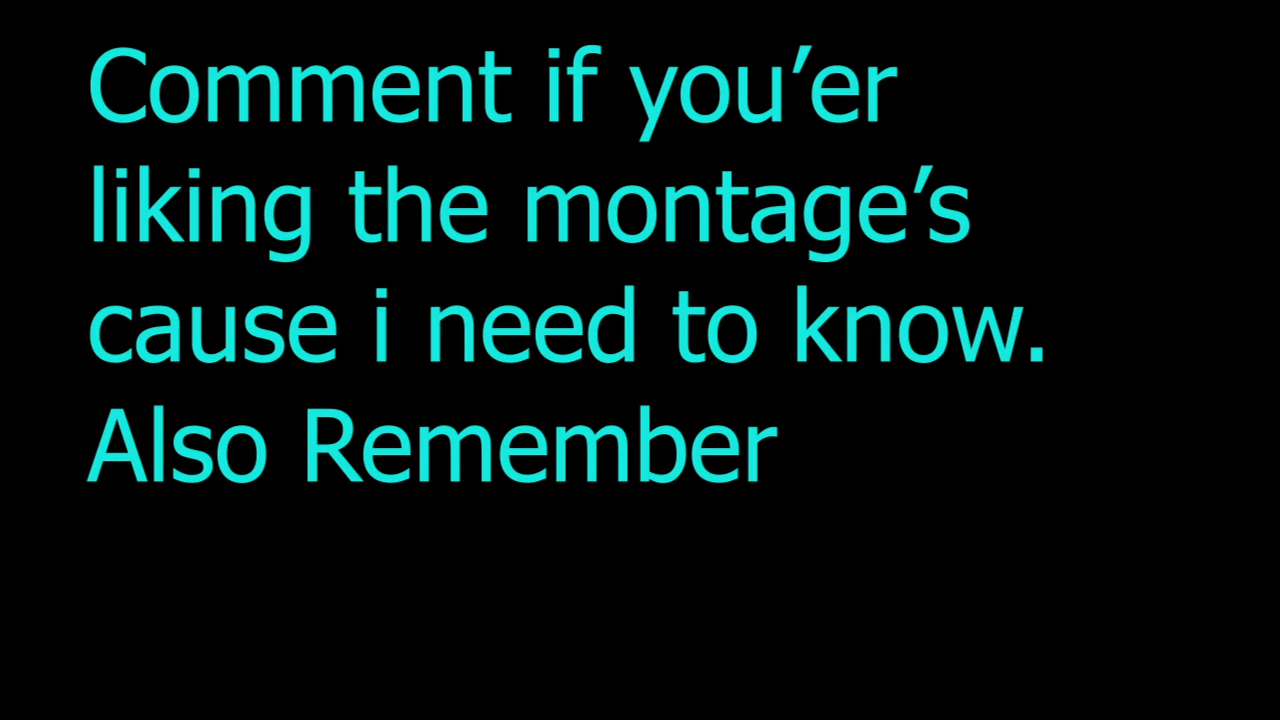 Comment if you’er
liking the montage’s
cause i need to know.
Also Remember